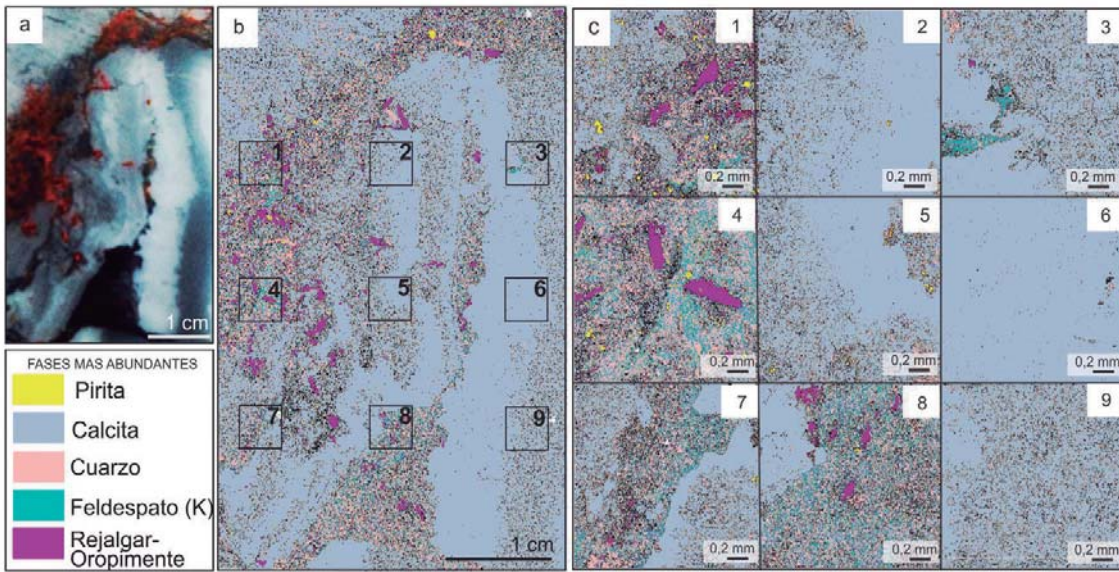 a
1 cm
FASES MAS ABUNDANTES
Pirita
Calcita
Cuarzo
Feldespato (K)
Rejalgar-
Oropimente
b
1
2
3
4
5
6
7
8
9
1 cm
c
1
0,2 mm
2
0,2 mm
3
0,2 mm
4
0,2 mm
5
0,2 mm
6
0,2 mm
7
0,2 mm
8
0,2 mm
9
0,2 mm